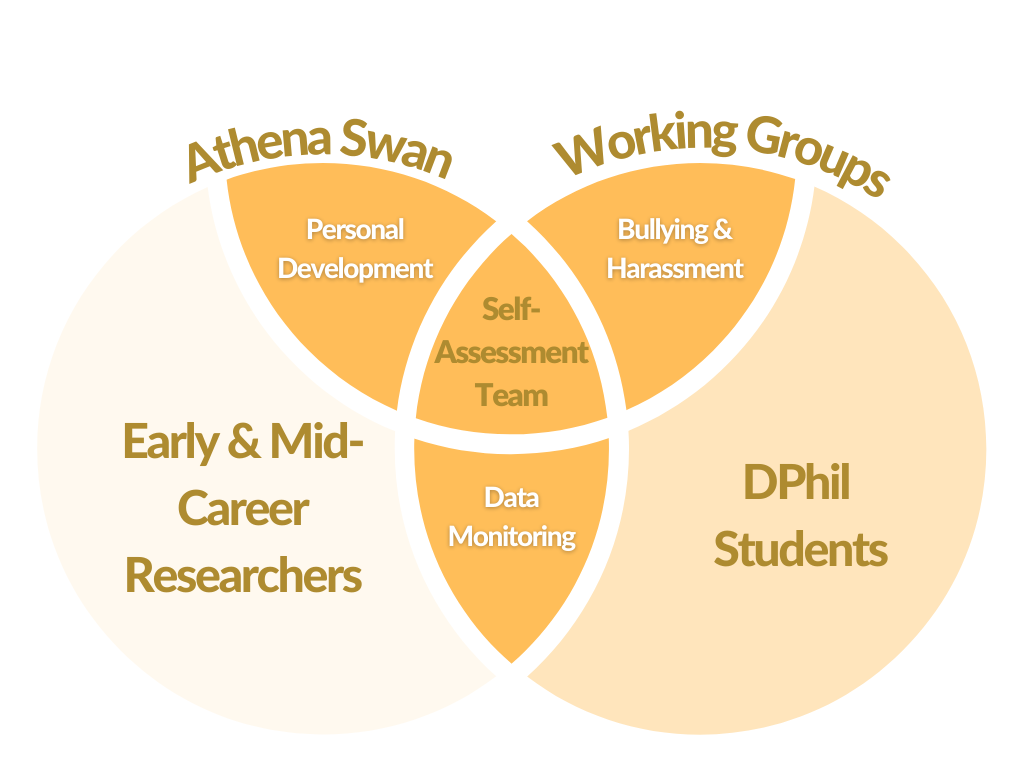 Athena Swan
Working Groups
Personal
Development
Bullying &
Harassment
Self-
Assessment
Team
Early & Mid-
Career
Researchers
Data
Monitoring
DPhil
Students